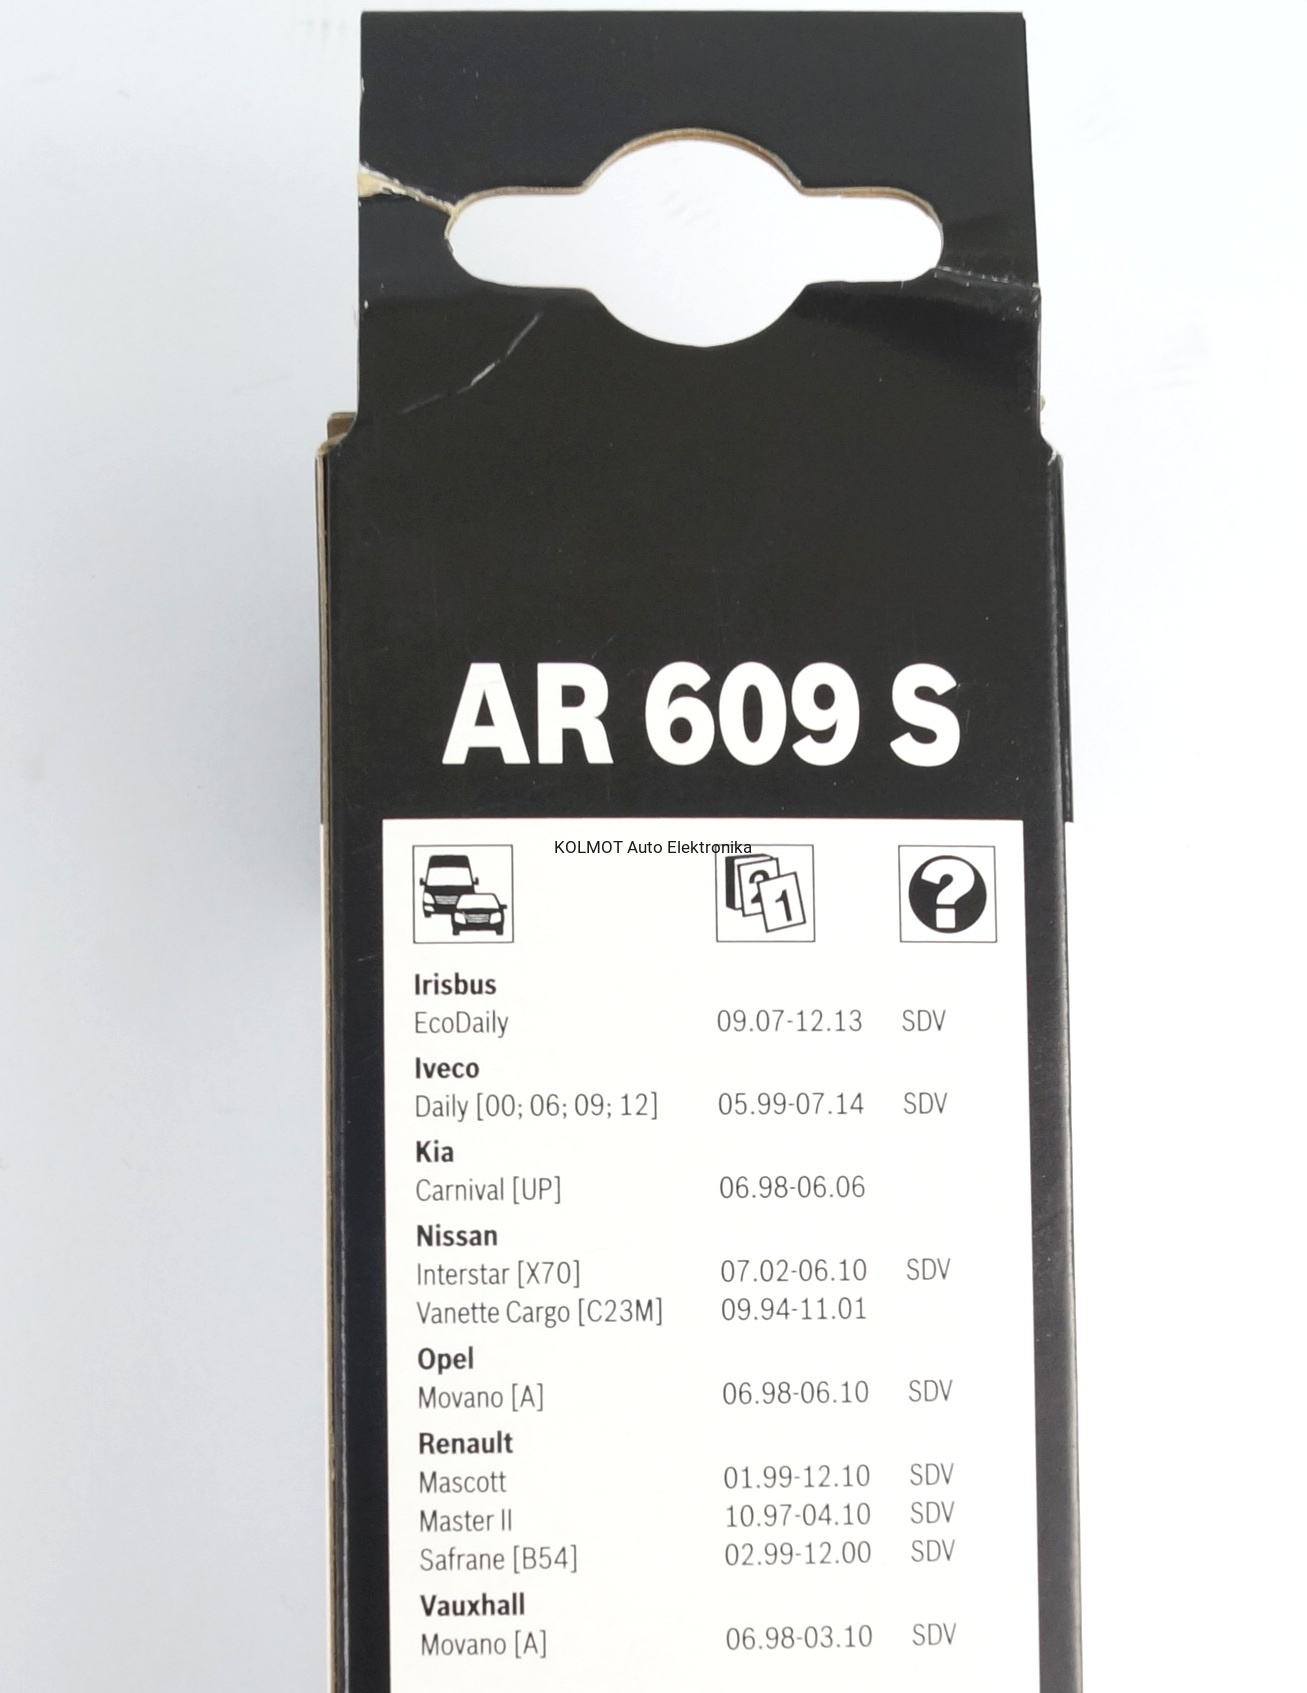 AR 609 S
KOLMOT Auto Elektronika
2 1 ?
Irisbus
EcoDaily 09.07-12.13 SDV
Iveco
Daily [00; 06; 09; 12] 05.99-07.14 SDV
Kia
Carnival [UP] 06.98-06.06
Nissan
Interstar [X70] 07.02-06.10 SDV
Vanette Cargo [C23M] 09.94-11.01
Opel
Movano [A] 06.98-06.10 SDV
Renault
Mascott 01.99-12.10 SDV
Master II 10.97-04.10 SDV
Safrane [B54] 02.99-12.00 SDV
Vauxhall
Movano [A] 06.98-03.10 SDV